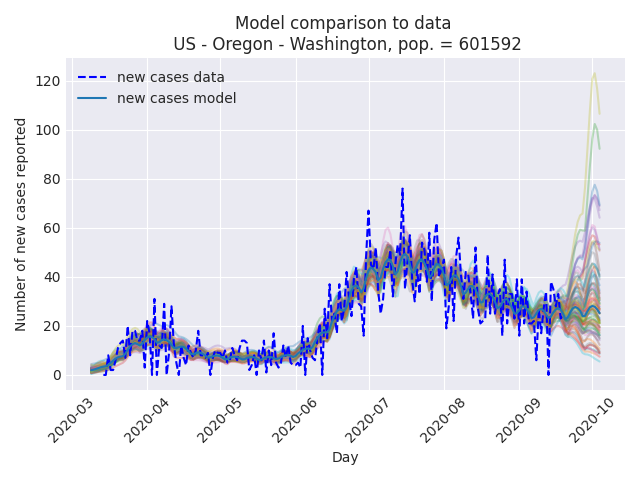 Model comparison to data
US - Oregon - Washington, pop. = 601592
new cases data
new cases model
Number of new cases reported
120
100
80
60
40
20
0
2020-03
2020-04
2020-05
2020-06
2020-07
2020-08
2020-09
2020-10
Day